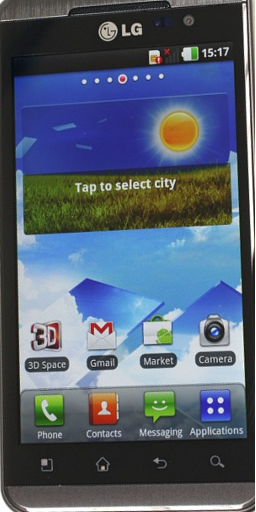 LG
15:17
Tap to select city
3D
3D Space
Gmail
Market
Camera
Phone
Contacts
Messaging
Applications